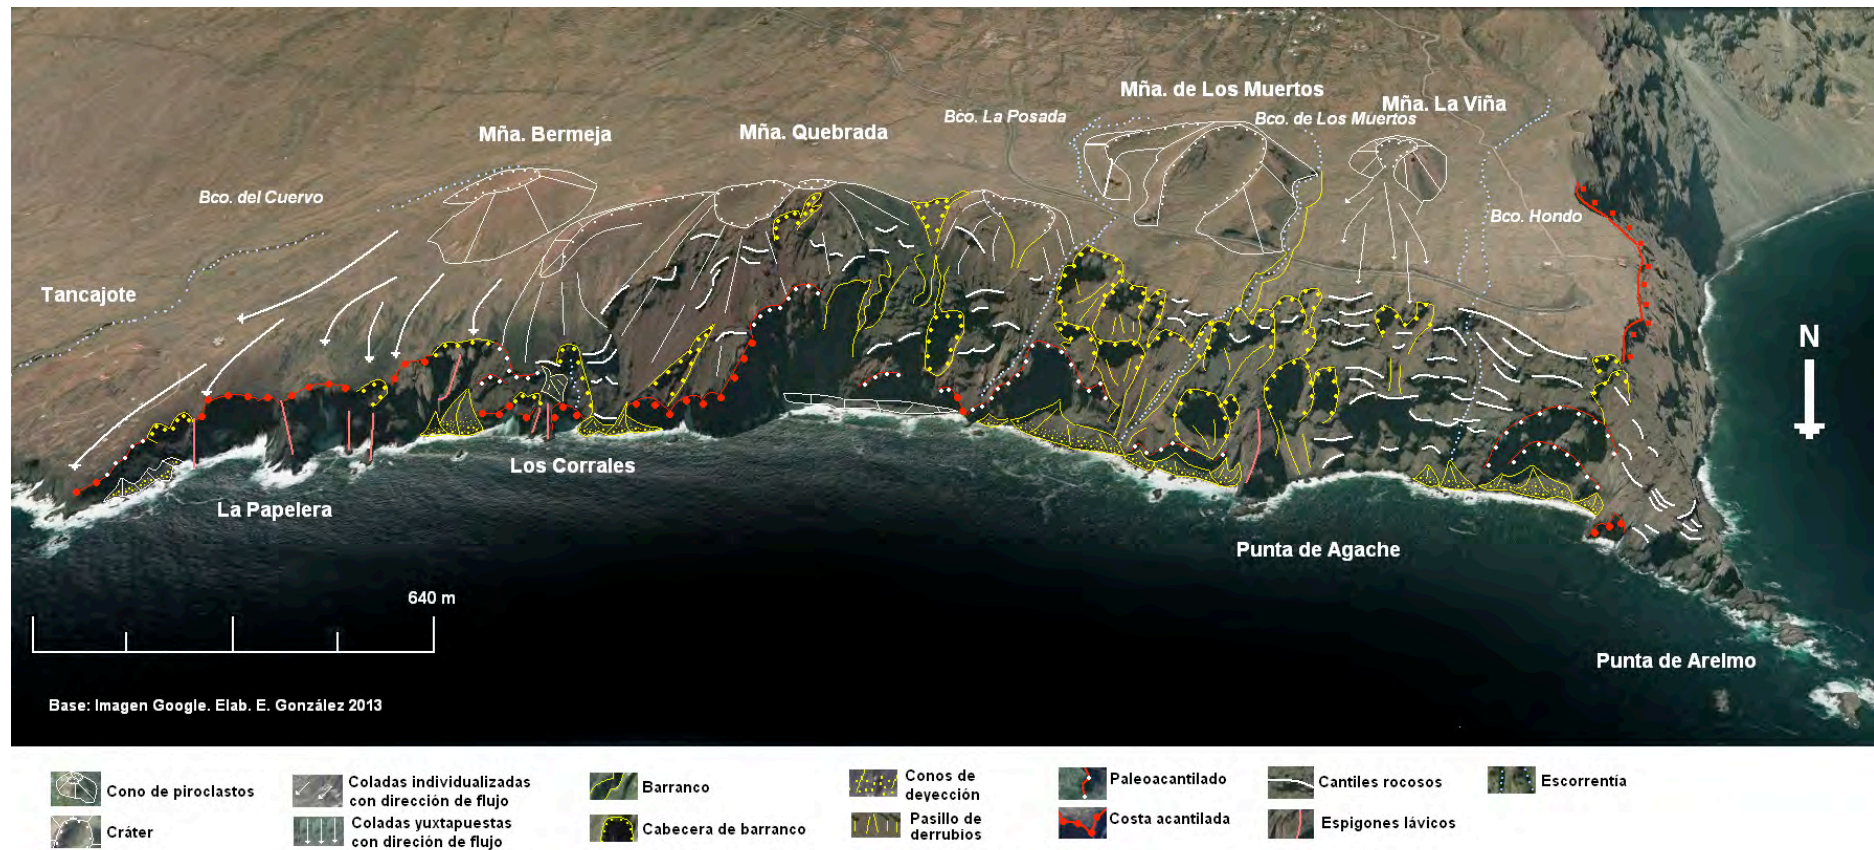 Mña. de Los Muertos
Mña. La Viña
Bco. La Posada
Bco. de Los Muertos
Mña. Bermeja
Mña. Quebrada
Bco. del Cuervo
Bco. Hondo
Tancajote
N
Los Corrales
La Papelera
Punta de Agache
640 m
Punta de Arelmo
Base: Imagen Google. Elab. E. González 2013
Cono de piroclastos
Cráter
Coladas individualizadas
con dirección de flujo
Coladas yuxtapuestas
con direción de flujo
Barranco
Cabecera de barranco
Conos de
deyección
Pasillo de
derrubios
Paleoacantilado
Costa acantilada
Cantiles rocosos
Espigones lávicos
Escorrentía